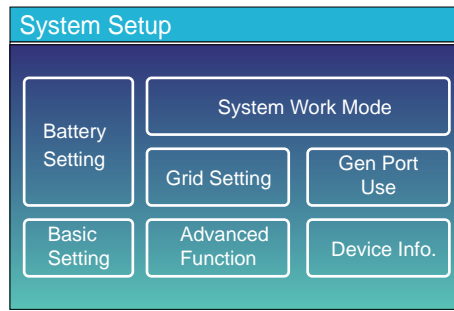 System Setup
Battery
Setting
System Work Mode
Grid Setting
Gen Port
Use
Basic
Setting
Advanced
Function
Device Info.